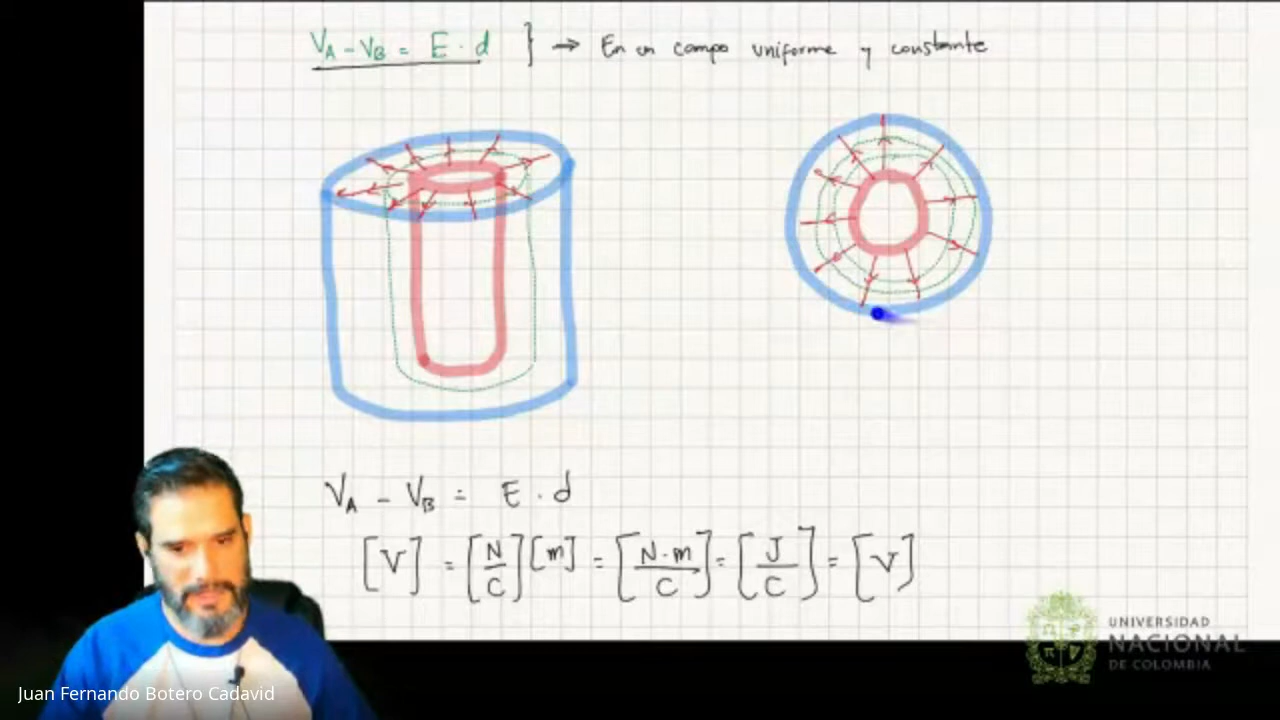 V_A - V_B = E · d } → En un campo uniforme y constante
V_A - V_B = E · d
[V] = [N/C][m] = [N·m/C] = [J/C] = [V]
UNIVERSIDAD
NACIONAL
DE COLOMBIA
Juan Fernando Botero Cadavid